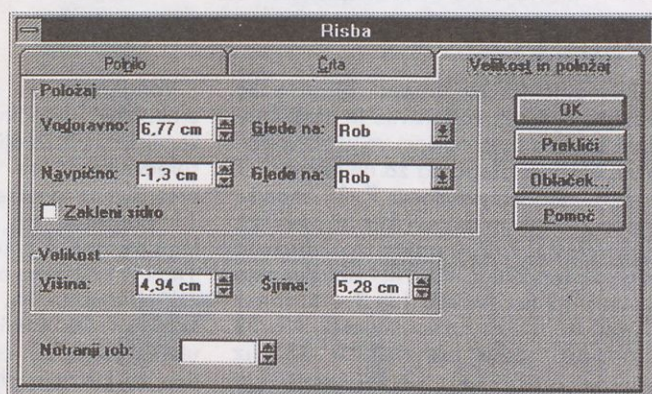 Risba
Polnilo Črta Velikost in položaj
Položaj
Vodoravno: 6,77 cm Glede na: Rob
Navpično: -1,3 cm Glede na: Rob
Zakleni sidro
OK
Prekliči
Oblaček...
Pomoč
Velikost
Višina: 4,94 cm Širina: 5,28 cm
Notranji rob: